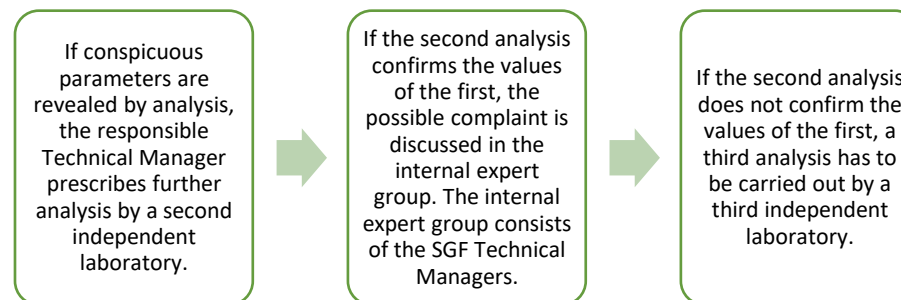 If conspicuous
parameters are
revealed by analysis,
the responsible
Technical Manager
prescribes further
analysis by a second
independent
laboratory.
If the second analysis
confirms the values
of the first, the
possible complaint is
discussed in the
internal expert
group. The internal
expert group consists
of the SGF Technical
Managers.
If the second analysis
does not confirm the
values of the first, a
third analysis has to
be carried out by a
third independent
laboratory.